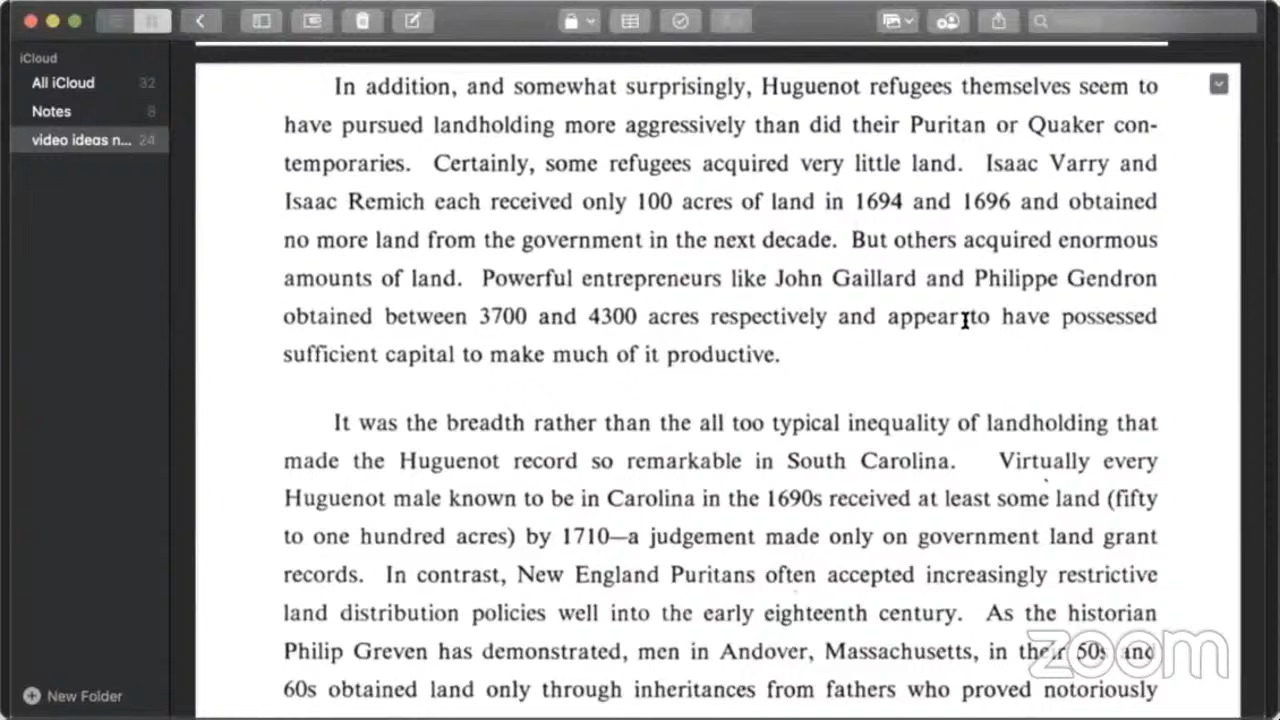 iCloud
All iCloud 32
Notes 8
video ideas n... 24
In addition, and somewhat surprisingly, Huguenot refugees themselves seem to
have pursued landholding more aggressively than did their Puritan or Quaker con-
temporaries. Certainly, some refugees acquired very little land. Isaac Varry and
Isaac Remich each received only 100 acres of land in 1694 and 1696 and obtained
no more land from the government in the next decade. But others acquired enormous
amounts of land. Powerful entrepreneurs like John Gaillard and Philippe Gendron
obtained between 3700 and 4300 acres respectively and appear to have possessed
sufficient capital to make much of it productive.
It was the breadth rather than the all too typical inequality of landholding that
made the Huguenot record so remarkable in South Carolina. Virtually every
Huguenot male known to be in Carolina in the 1690s received at least some land (fifty
to one hundred acres) by 1710—a judgement made only on government land grant
records. In contrast, New England Puritans often accepted increasingly restrictive
land distribution policies well into the early eighteenth century. As the historian
Philip Greven has demonstrated, men in Andover, Massachusetts, in their 50s and
60s obtained land only through inheritances from fathers who proved notoriously
zoom
New Folder